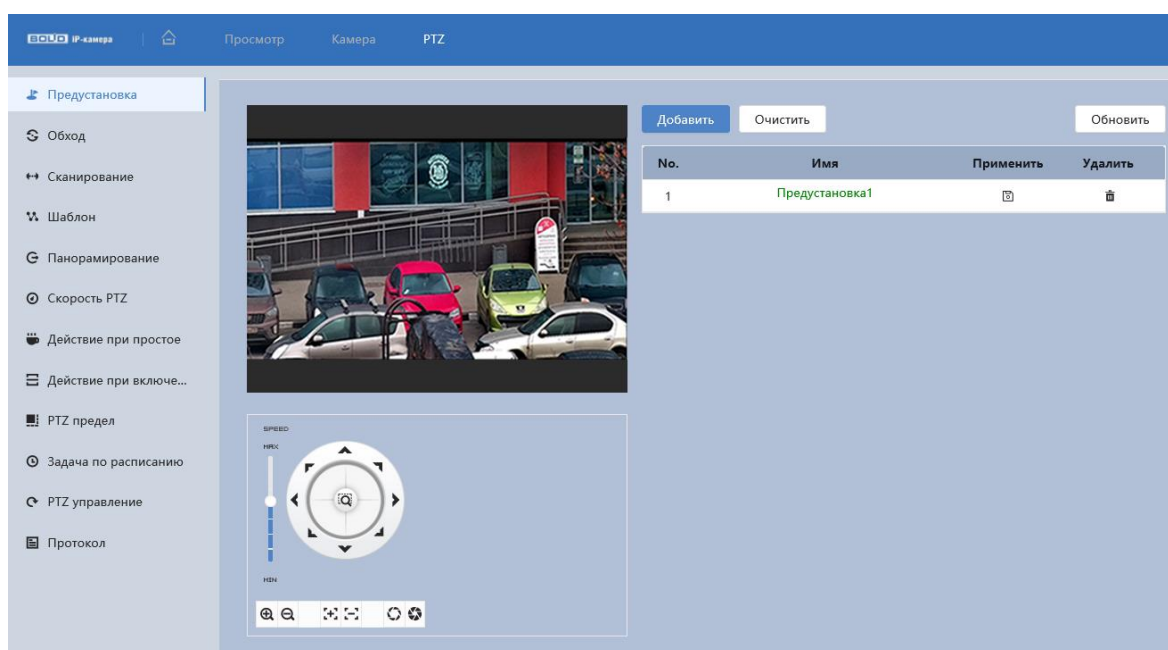 BOLID IP-камера
Просмотр Камера PTZ
Предустановка
Обход
Сканирование
Шаблон
Панорамирование
Скорость PTZ
Действие при простое
Действие при включе...
PTZ предел
Задача по расписанию
PTZ управление
Протокол
SPEED
MAX
MIN
Добавить Очистить Обновить
No. Имя Применить Удалить
1 Предустановка1